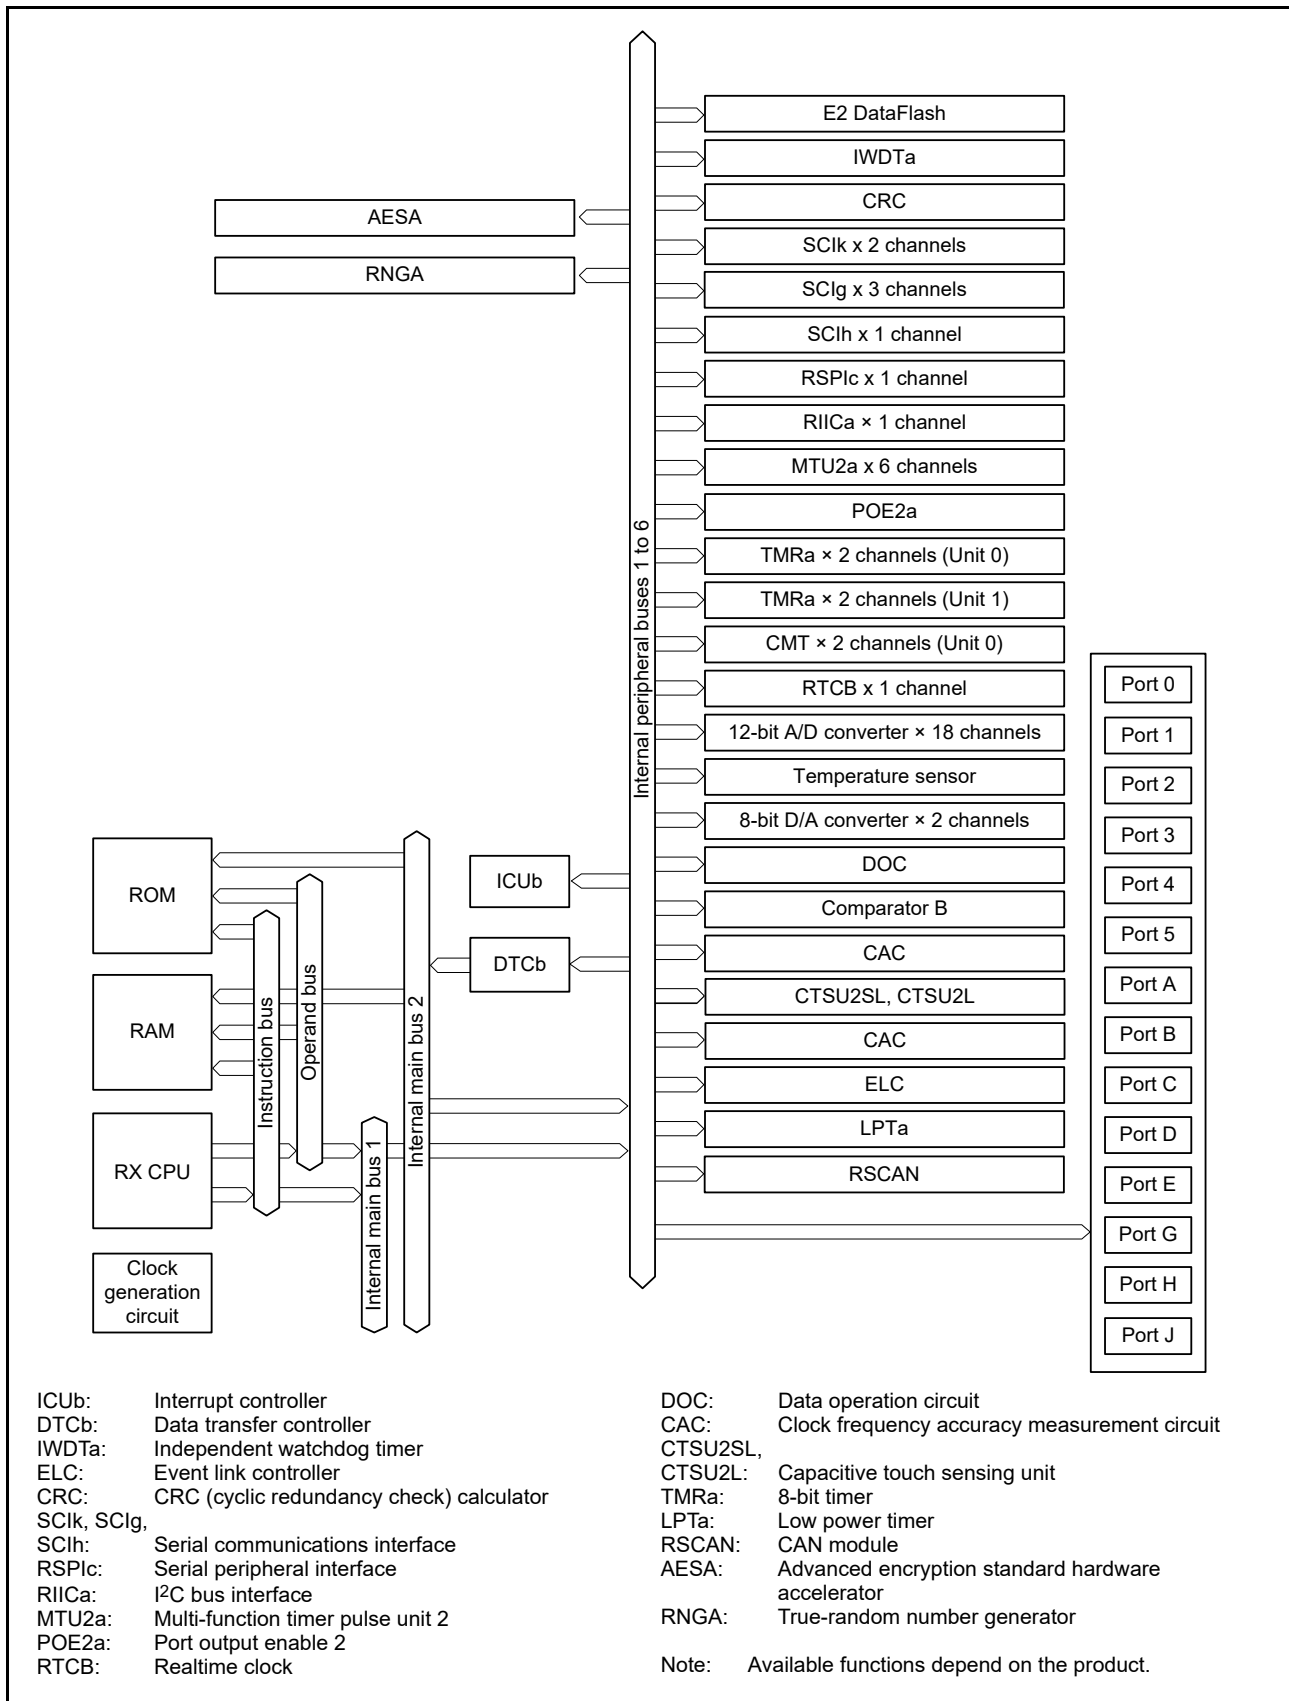 E2 DataFlash
IWDTa
CRC
AESA
SCIk x 2 channels
RNGA
SCIg x 3 channels
SCIh x 1 channel
RSPIc x 1 channel
RIICa × 1 channel
MTU2a x 6 channels
POE2a
TMRa × 2 channels (Unit 0)
TMRa × 2 channels (Unit 1)
CMT × 2 channels (Unit 0)
RTCB x 1 channel
12-bit A/D converter × 18 channels
Temperature sensor
8-bit D/A converter × 2 channels
DOC
Comparator B
CAC
CTSU2SL, CTSU2L
CAC
ELC
LPTa
RSCAN
Internal peripheral buses 1 to 6
Port 0
Port 1
Port 2
Port 3
Port 4
Port 5
Port A
Port B
Port C
Port D
Port E
Port G
Port H
Port J
ICUb
DTCb
ROM
RAM
RX CPU
Clock
generation
circuit
Instruction bus
Operand bus
Internal main bus 1
Internal main bus 2
ICUb: Interrupt controller
DTCb: Data transfer controller
IWDTa: Independent watchdog timer
ELC: Event link controller
CRC: CRC (cyclic redundancy check) calculator
SCIk, SCIg,
SCIh: Serial communications interface
RSPIc: Serial peripheral interface
RIICa: I2C bus interface
MTU2a: Multi-function timer pulse unit 2
POE2a: Port output enable 2
RTCB: Realtime clock
DOC: Data operation circuit
CAC: Clock frequency accuracy measurement circuit
CTSU2SL,
CTSU2L: Capacitive touch sensing unit
TMRa: 8-bit timer
LPTa: Low power timer
RSCAN: CAN module
AESA: Advanced encryption standard hardware
accelerator
RNGA: True-random number generator
Note: Available functions depend on the product.